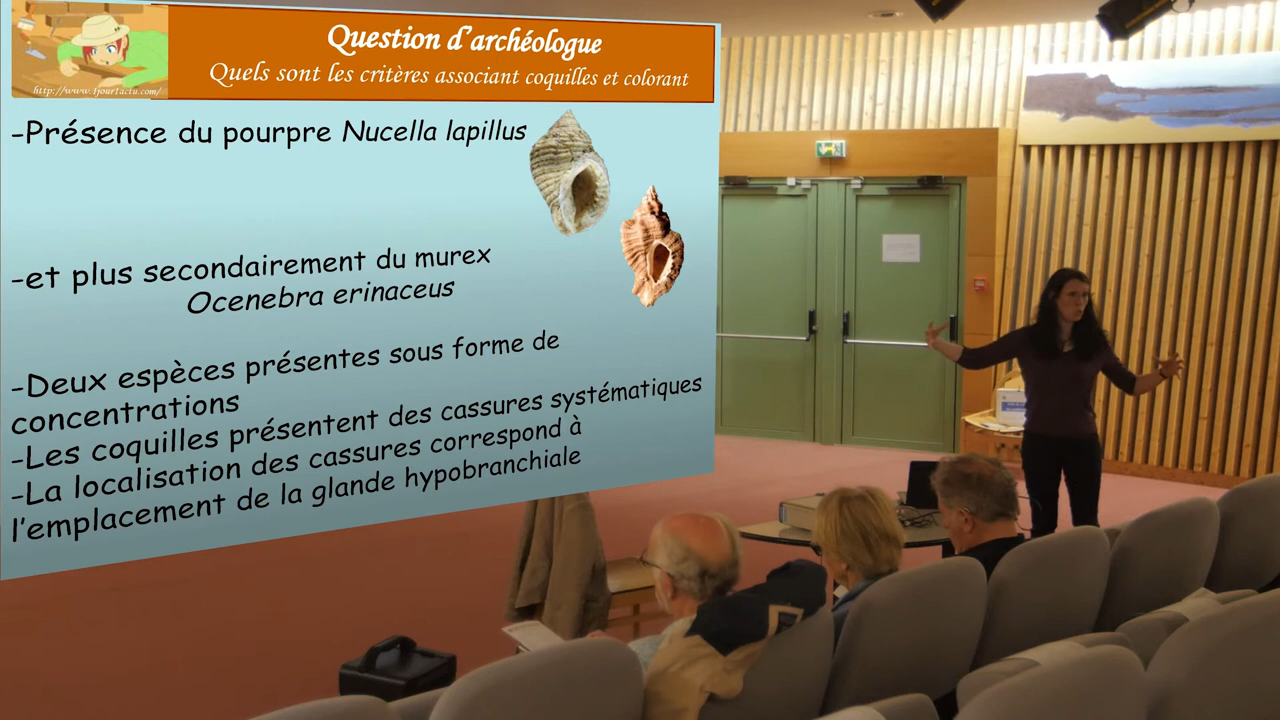 Question d'archéologue
Quels sont les critères associant coquilles et colorant
http://www.1jour1actu.com/
-Présence du pourpre Nucella lapillus
-et plus secondairement du murex
Ocenebra erinaceus
-Deux espèces présentes sous forme de
concentrations
-Les coquilles présentent des cassures systématiques
-La localisation des cassures correspond à
l'emplacement de la glande hypobranchiale